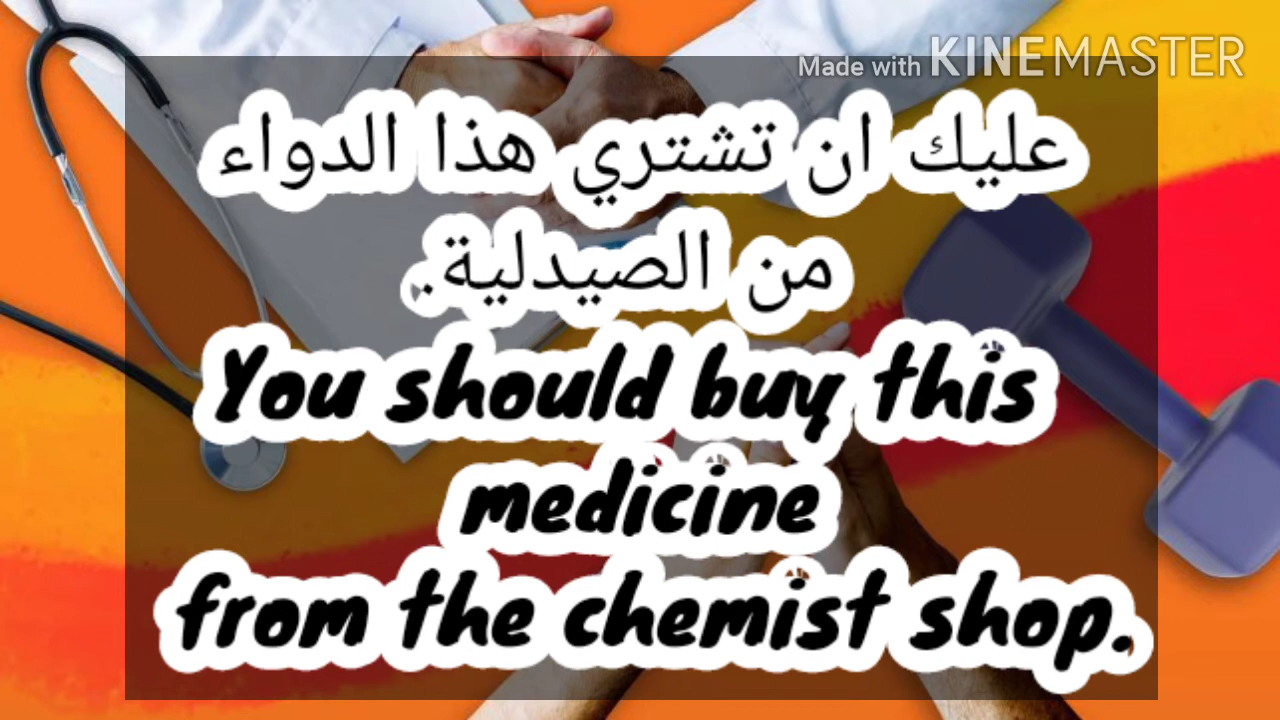 Made with KINEMASTER
عليك ان تشتري هذا الدواء
من الصيدلية.
You should buy this
medicine
from the chemist shop.